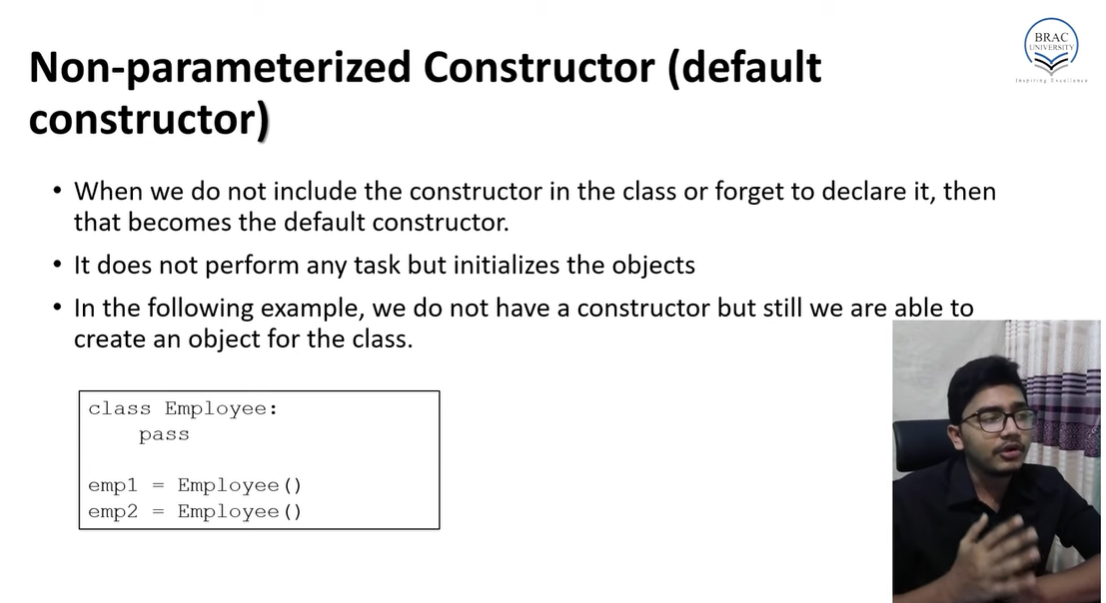 BRAC
UNIVERSITY
Inspiring Excellence
Non-parameterized Constructor (default
constructor)
• When we do not include the constructor in the class or forget to declare it, then
that becomes the default constructor.
• It does not perform any task but initializes the objects
• In the following example, we do not have a constructor but still we are able to
create an object for the class.
class Employee:
    pass
emp1 = Employee()
emp2 = Employee()